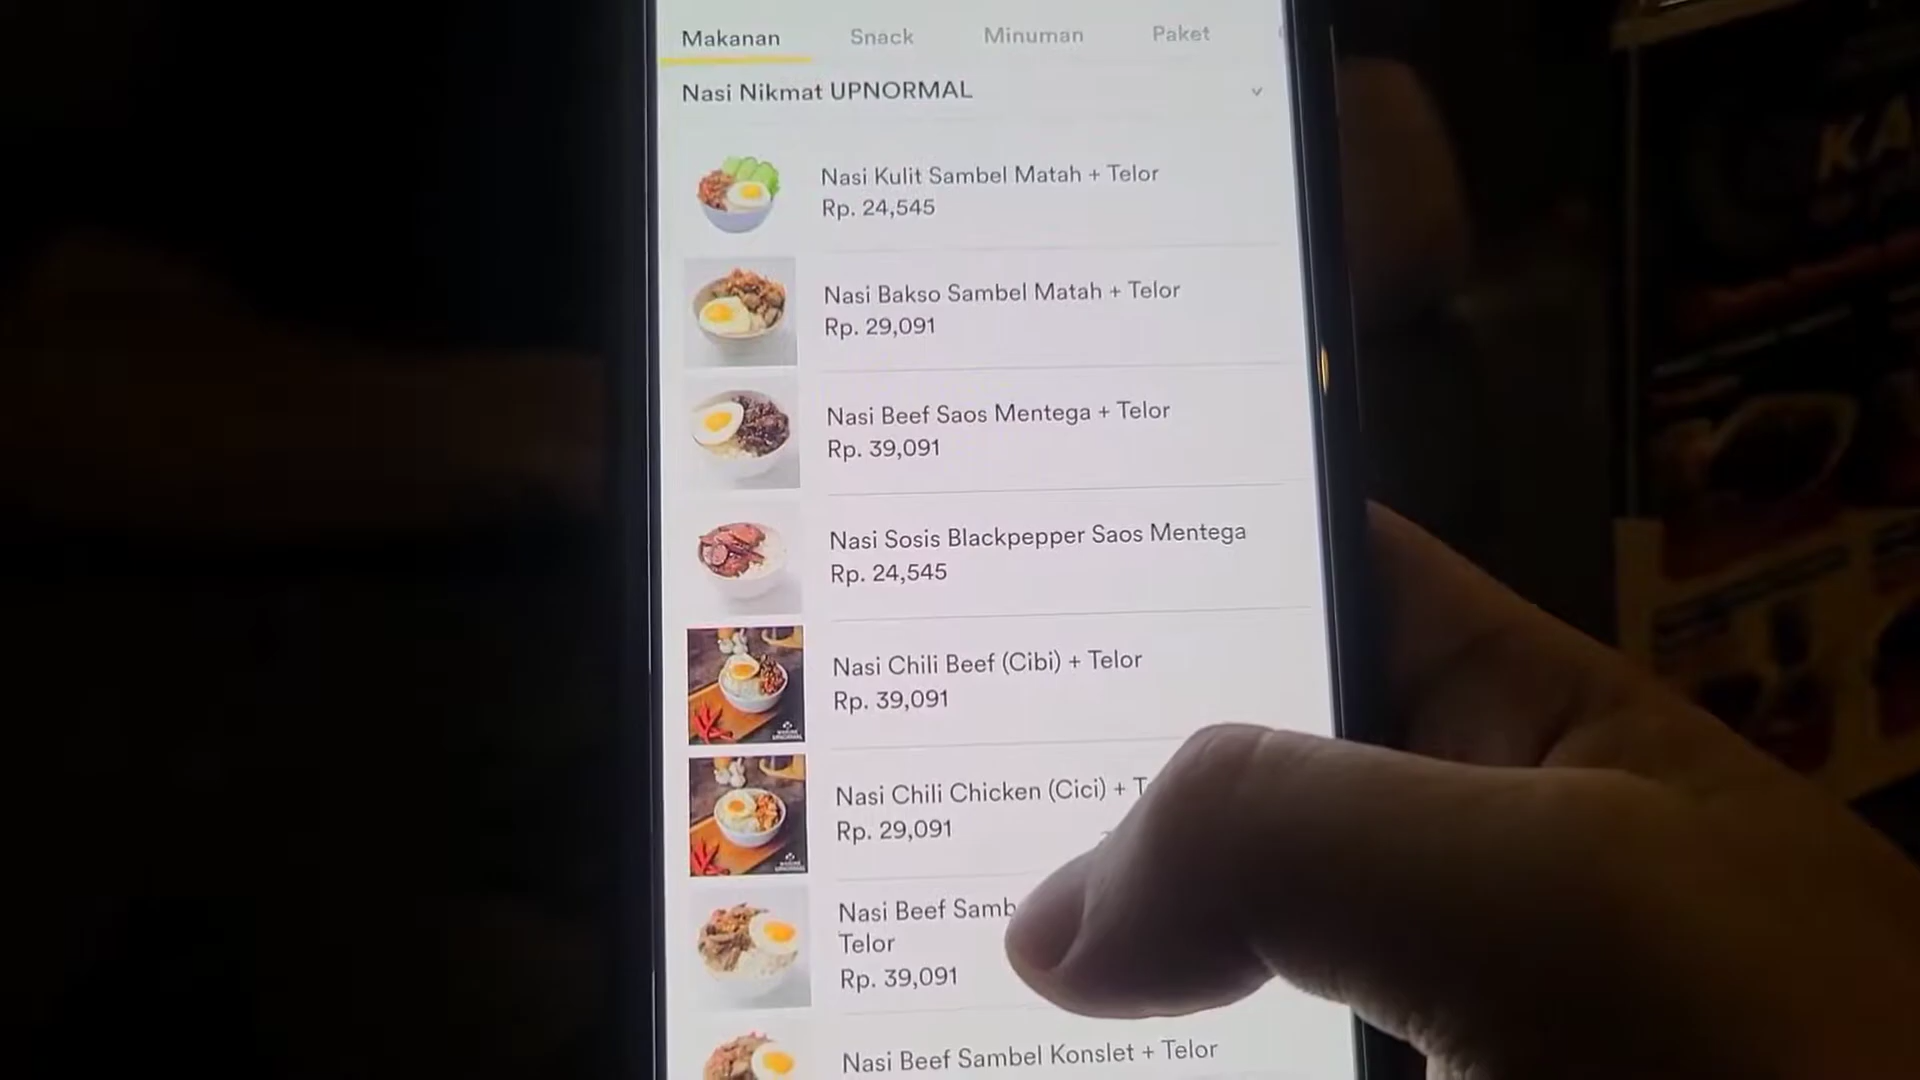 Makanan Snack Minuman Paket
Nasi Nikmat UPNORMAL
Nasi Kulit Sambel Matah + Telor
Rp. 24,545
Nasi Bakso Sambel Matah + Telor
Rp. 29,091
Nasi Beef Saos Mentega + Telor
Rp. 39,091
Nasi Sosis Blackpepper Saos Mentega
Rp. 24,545
Nasi Chili Beef (Cibi) + Telor
Rp. 39,091
Nasi Chili Chicken (Cici) +
Rp. 29,091
Nasi Beef
Telor
Rp. 39,091
Nasi Beef Sambel Konslet + Telor
KA